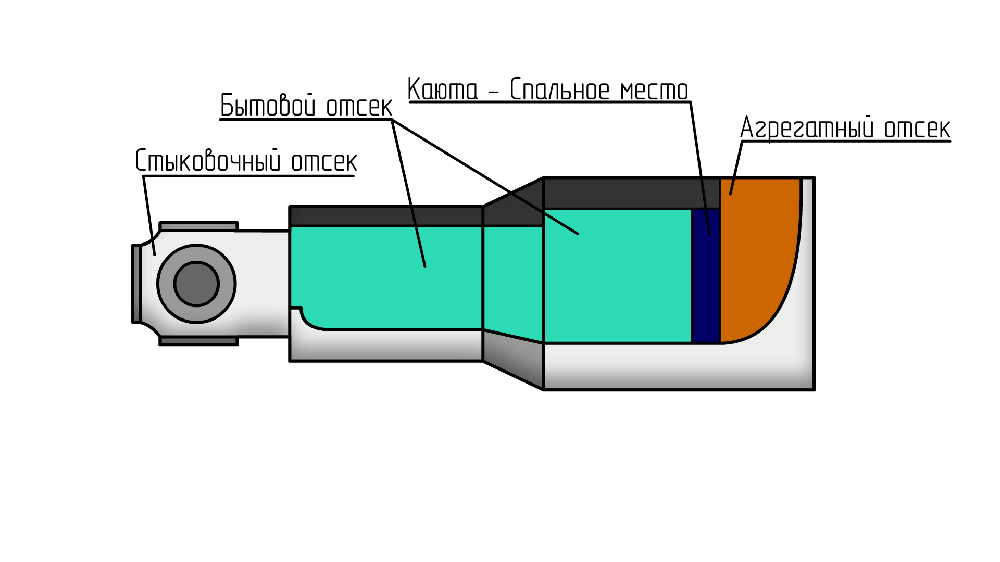 Каюта - Спальное место
Бытовой отсек
Агрегатный отсек
Стыковочный отсек